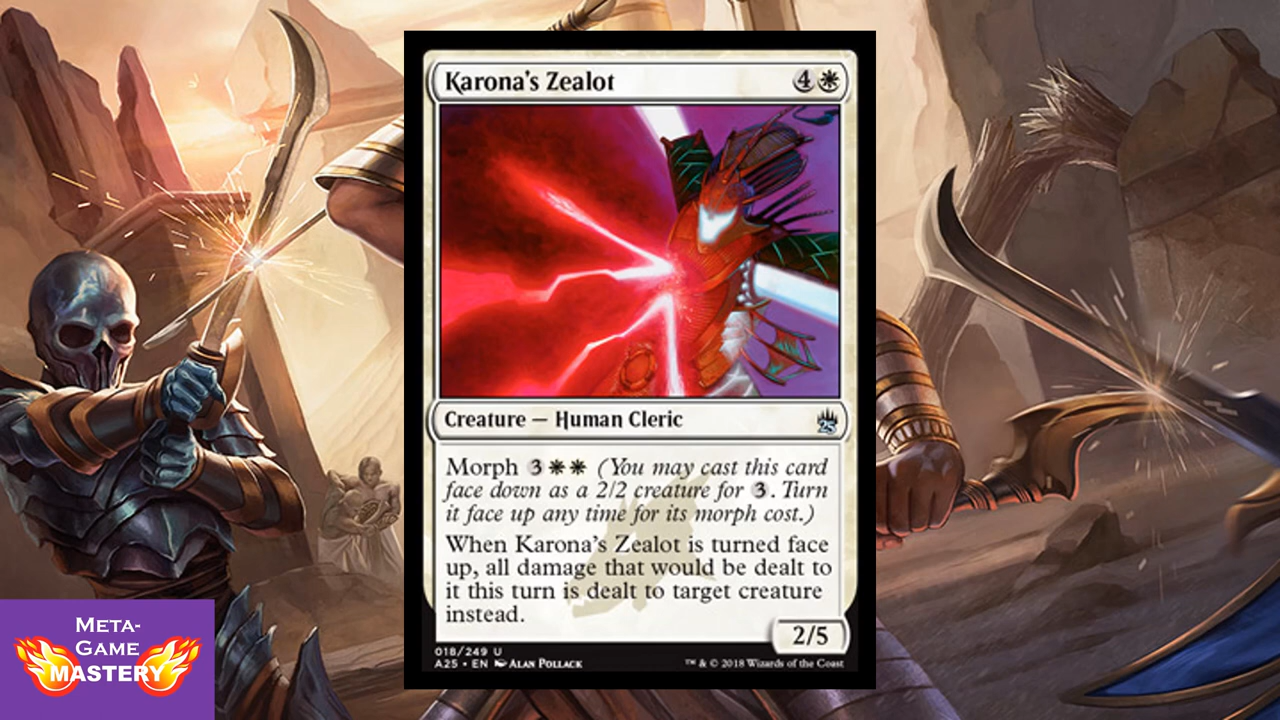 Karona's Zealot 4
Creature — Human Cleric
25
Morph 3 (You may cast this card
face down as a 2/2 creature for 3. Turn
it face up any time for its morph cost.)
When Karona's Zealot is turned face
up, all damage that would be dealt to
it this turn is dealt to target creature
instead.
2/5
018/249 U
A25 • EN Alan Pollack
™ & © 2018 Wizards of the Coast
Meta-
Game
MASTERY